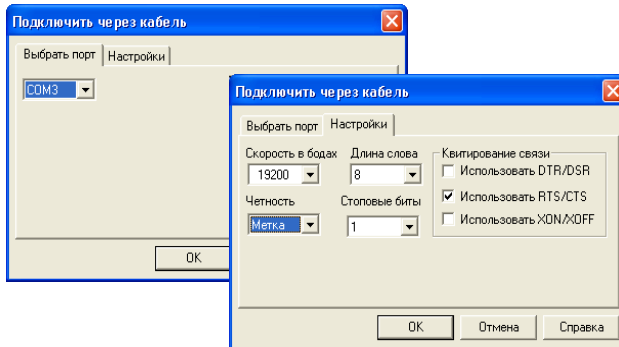 Подключить через кабель
Выбрать порт Настройки
COM3
OK
Подключить через кабель
Выбрать порт Настройки
Скорость в бодах Длина слова Квитирование связи
19200 8 Использовать DTR/DSR
Четность Стоповые биты Использовать RTS/CTS
Метка 1 Использовать XON/XOFF
OK Отмена Справка